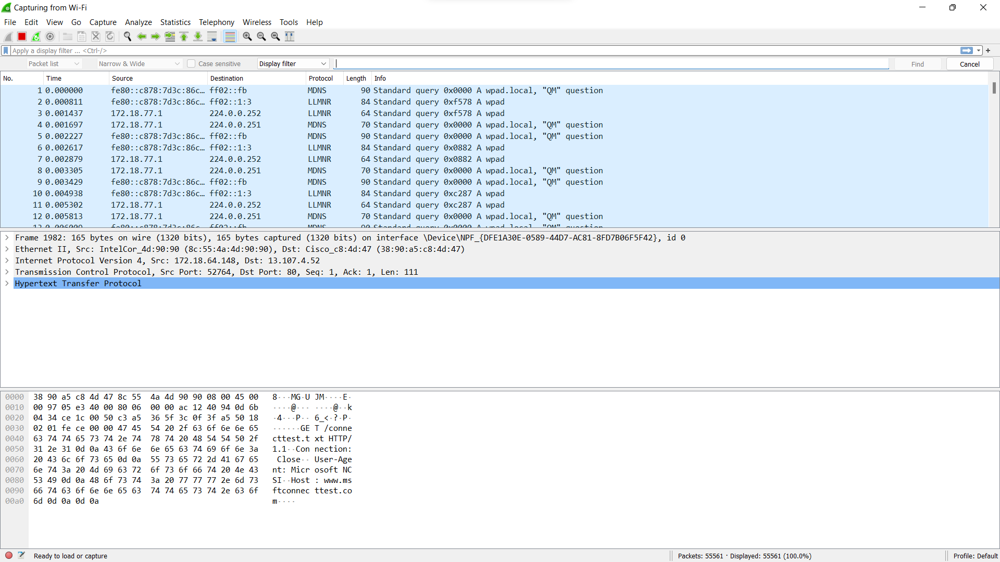 Capturing from Wi-Fi
File Edit View Go Capture Analyze Statistics Telephony Wireless Tools Help
Apply a display filter ... <Ctrl-/>
Packet list Narrow & Wide Case sensitive Display filter Find Cancel
No. Time Source Destination Protocol Length Info
1 0.000000 fe80::c878:7d3c:86c… ff02::fb MDNS 90 Standard query 0x0000 A wpad.local, "QM" question
2 0.000811 fe80::c878:7d3c:86c… ff02::1:3 LLMNR 84 Standard query 0xf578 A wpad
3 0.001437 172.18.77.1 224.0.0.252 LLMNR 64 Standard query 0xf578 A wpad
4 0.001697 172.18.77.1 224.0.0.251 MDNS 70 Standard query 0x0000 A wpad.local, "QM" question
5 0.002227 fe80::c878:7d3c:86c… ff02::fb MDNS 90 Standard query 0x0000 A wpad.local, "QM" question
6 0.002617 fe80::c878:7d3c:86c… ff02::1:3 LLMNR 84 Standard query 0x0882 A wpad
7 0.002879 172.18.77.1 224.0.0.252 LLMNR 64 Standard query 0x0882 A wpad
8 0.003305 172.18.77.1 224.0.0.251 MDNS 70 Standard query 0x0000 A wpad.local, "QM" question
9 0.003429 fe80::c878:7d3c:86c… ff02::fb MDNS 90 Standard query 0x0000 A wpad.local, "QM" question
10 0.004938 fe80::c878:7d3c:86c… ff02::1:3 LLMNR 84 Standard query 0xc287 A wpad
11 0.005302 172.18.77.1 224.0.0.252 LLMNR 64 Standard query 0xc287 A wpad
12 0.005813 172.18.77.1 224.0.0.251 MDNS 70 Standard query 0x0000 A wpad.local, "QM" question
Frame 1982: 165 bytes on wire (1320 bits), 165 bytes captured (1320 bits) on interface \Device\NPF_{DFE1A30E-0589-44D7-AC81-8FD7B06F5F42}, id 0
Ethernet II, Src: IntelCor_4d:90:90 (8c:55:4a:4d:90:90), Dst: Cisco_c8:4d:47 (38:90:a5:c8:4d:47)
Internet Protocol Version 4, Src: 172.18.64.148, Dst: 13.107.4.52
Transmission Control Protocol, Src Port: 52764, Dst Port: 80, Seq: 1, Ack: 1, Len: 111
Hypertext Transfer Protocol
0000 38 90 a5 c8 4d 47 8c 55 4a 4d 90 90 08 00 45 00 8···MG·U JM····E·
0010 00 97 05 e3 40 00 80 06 00 00 ac 12 40 94 0d 6b ····@··· ····@··k
0020 04 34 ce 1c 00 50 c3 a5 36 5f 3c 0f 3f a5 50 18 ·4···P·· 6_<·?·P·
0030 02 01 fe ce 00 00 47 45 54 20 2f 63 6f 6e 6e 65 ······GE T /conne
0040 63 74 74 65 73 74 2e 74 78 74 20 48 54 54 50 2f cttest.t xt HTTP/
0050 31 2e 31 0d 0a 43 6f 6e 6e 65 63 74 69 6f 6e 3a 1.1··Con nection:
0060 20 43 6c 6f 73 65 0d 0a 55 73 65 72 2d 41 67 65 Close·· User-Age
0070 6e 74 3a 20 4d 69 63 72 6f 73 6f 66 74 20 4e 43 nt: Micr osoft NC
0080 53 49 0d 0a 48 6f 73 74 3a 20 77 77 77 2e 6d 73 SI··Host : www.ms
0090 66 74 63 6f 6e 6e 65 63 74 74 65 73 74 2e 63 6f ftconnec ttest.co
00a0 6d 0d 0a 0d 0a m····
Ready to load or capture Packets: 55561 · Displayed: 55561 (100.0%) Profile: Default